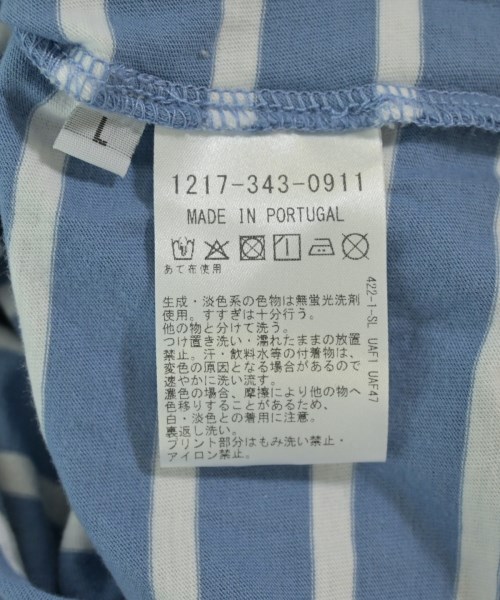 L
1217-343-0911
MADE IN PORTUGAL
あて布使用
生成・淡色系の色物は無蛍光洗剤
使用。すすぎは十分行う。
他の物と分けて洗う。
つけ置き洗い・濡れたままの放置
禁止。汗・飲料水等の付着物は、
変色の原因となる場合があるので
速やかに洗い流す。
濃色の場合、摩擦により他の物へ
色移りすることがあるため、
白・淡色との着用に注意。
裏返し洗い。
プリント部分はもみ洗い禁止・
アイロン禁止。
422-1-SL UAF1 UAF47